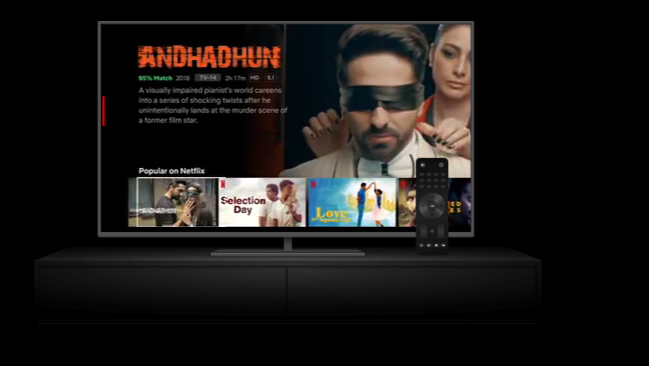 ANDHADHUN
95% Match 2018 TV-14 2h 17m HD 5.1
A visually impaired pianist's world careens
into a series of shocking twists after he
unintentionally lands at the murder scene of
a former film star.
Popular on Netflix
ANDHADHUN
Selection
Day
Love